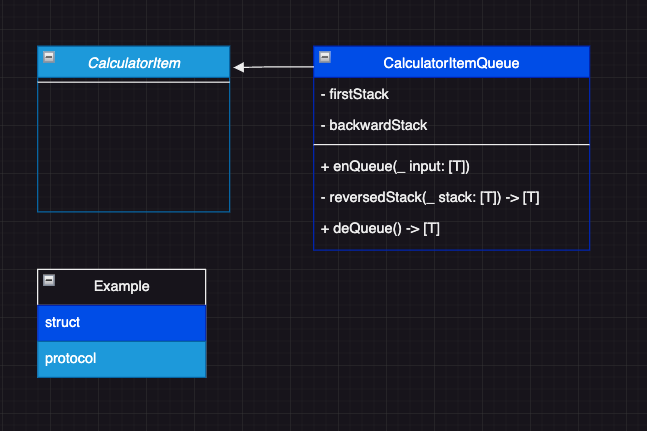 CalculatorItem
CalculatorItemQueue
- firstStack
- backwardStack
+ enQueue(_ input: [T])
- reversedStack(_ stack: [T]) -> [T]
+ deQueue() -> [T]
Example
struct
protocol